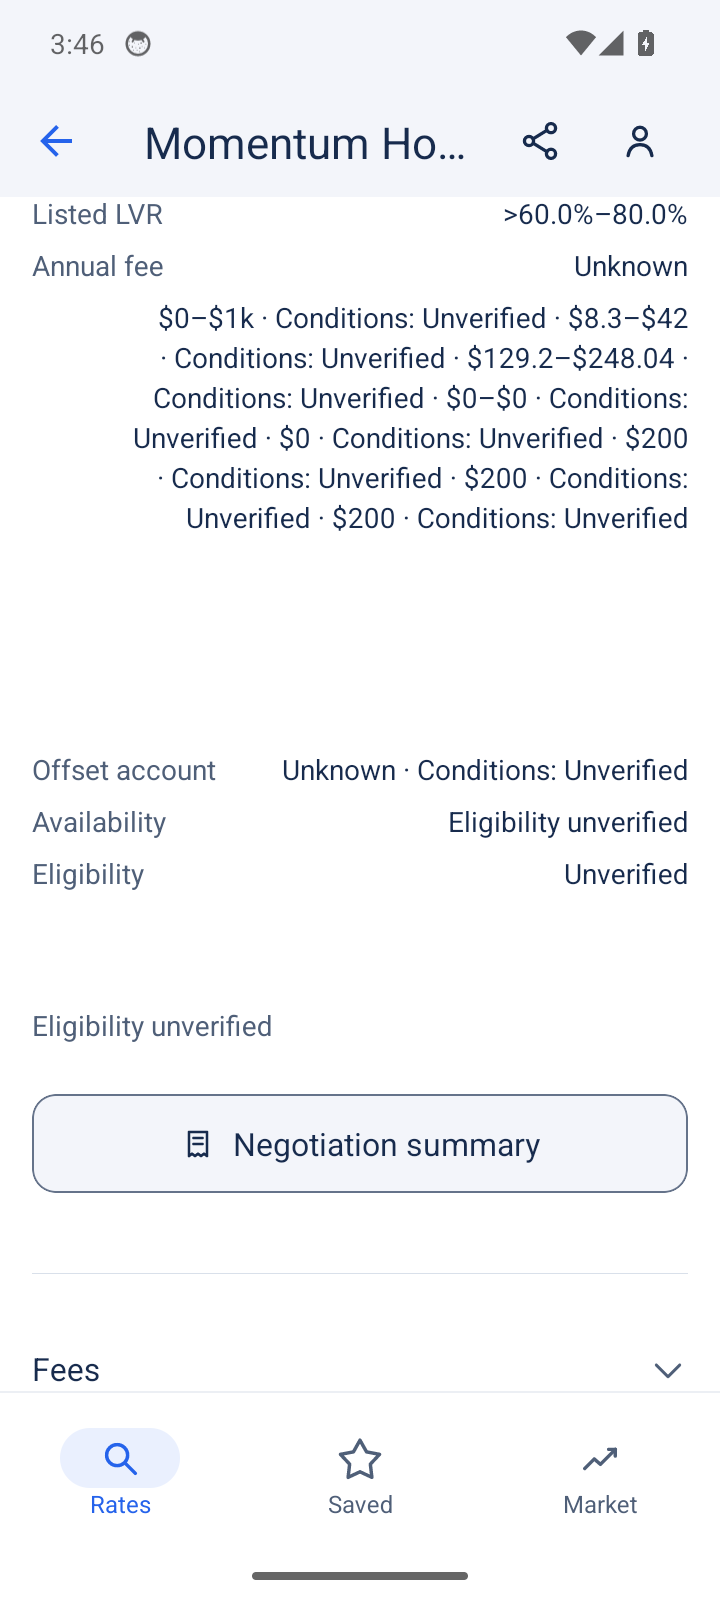 3:46
Momentum Ho...
Listed LVR >60.0%–80.0%
Annual fee Unknown
$0–$1k · Conditions: Unverified · $8.3–$42
· Conditions: Unverified · $129.2–$248.04 ·
Conditions: Unverified · $0–$0 · Conditions:
Unverified · $0 · Conditions: Unverified · $200
· Conditions: Unverified · $200 · Conditions:
Unverified · $200 · Conditions: Unverified
Offset account Unknown · Conditions: Unverified
Availability Eligibility unverified
Eligibility Unverified
Eligibility unverified
Negotiation summary
Fees
Rates Saved Market